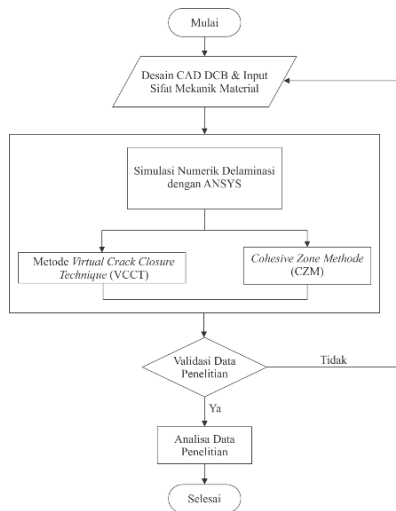 Mulai
Desain CAD DCB & Input
Sifat Mekanik Material
Simulasi Numerik Delaminasi
dengan ANSYS
Metode Virtual Crack Closure
Technique (VCCT)
Cohesive Zone Methode
(CZM)
Validasi Data
Penelitian
Tidak
Ya
Analisa Data
Penelitian
Selesai